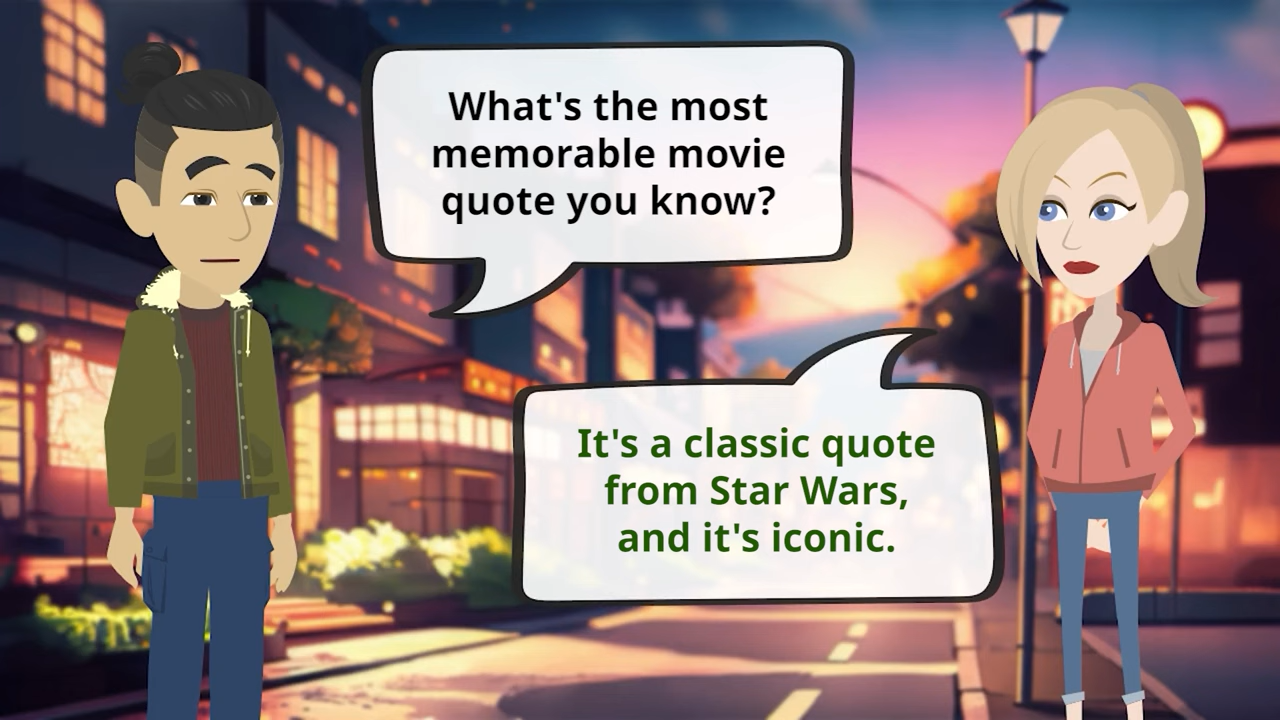 What's the most
memorable movie
quote you know?
It's a classic quote
from Star Wars,
and it's iconic.